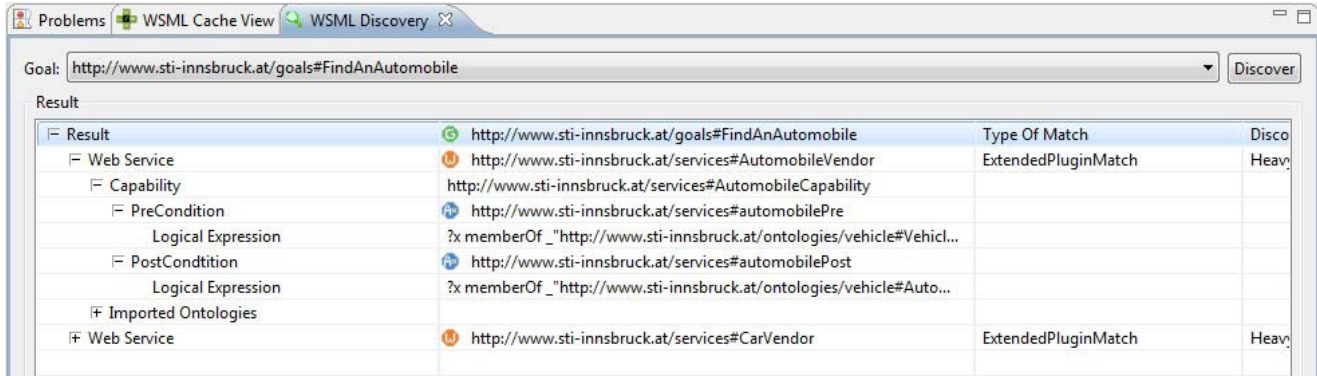 Problems WSML Cache View WSML Discovery
Goal: http://www.sti-innsbruck.at/goals#FindAnAutomobile Discover
Result
Result http://www.sti-innsbruck.at/goals#FindAnAutomobile Type Of Match Disco
Web Service http://www.sti-innsbruck.at/services#AutomobileVendor ExtendedPluginMatch Heavy
Capability http://www.sti-innsbruck.at/services#AutomobileCapability
PreCondition http://www.sti-innsbruck.at/services#automobilePre
Logical Expression ?x memberOf _"http://www.sti-innsbruck.at/ontologies/vehicle#Vehicl...
PostCondtition http://www.sti-innsbruck.at/services#automobilePost
Logical Expression ?x memberOf _"http://www.sti-innsbruck.at/ontologies/vehicle#Auto...
Imported Ontologies
Web Service http://www.sti-innsbruck.at/services#CarVendor ExtendedPluginMatch Heavy